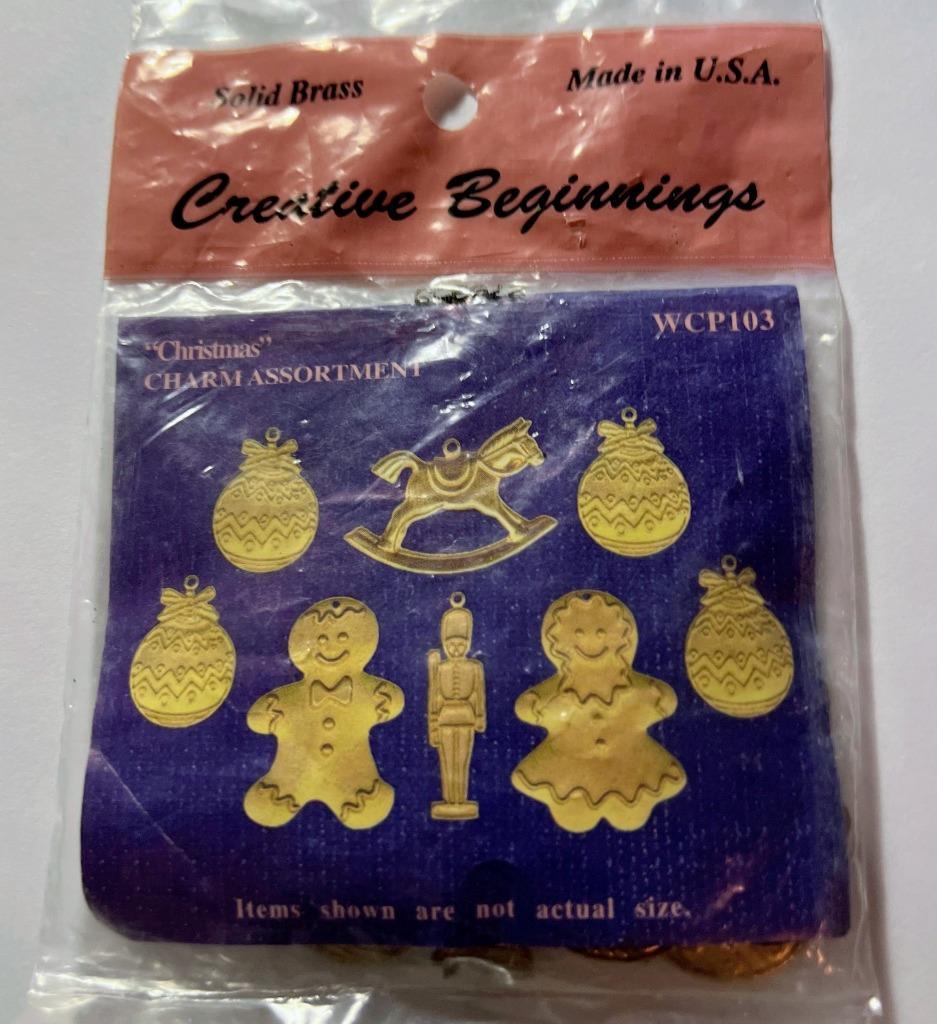 Solid Brass
Made in U.S.A.
Creative Beginnings
WCP103
"Christmas"
CHARM ASSORTMENT
Items shown are not actual size.